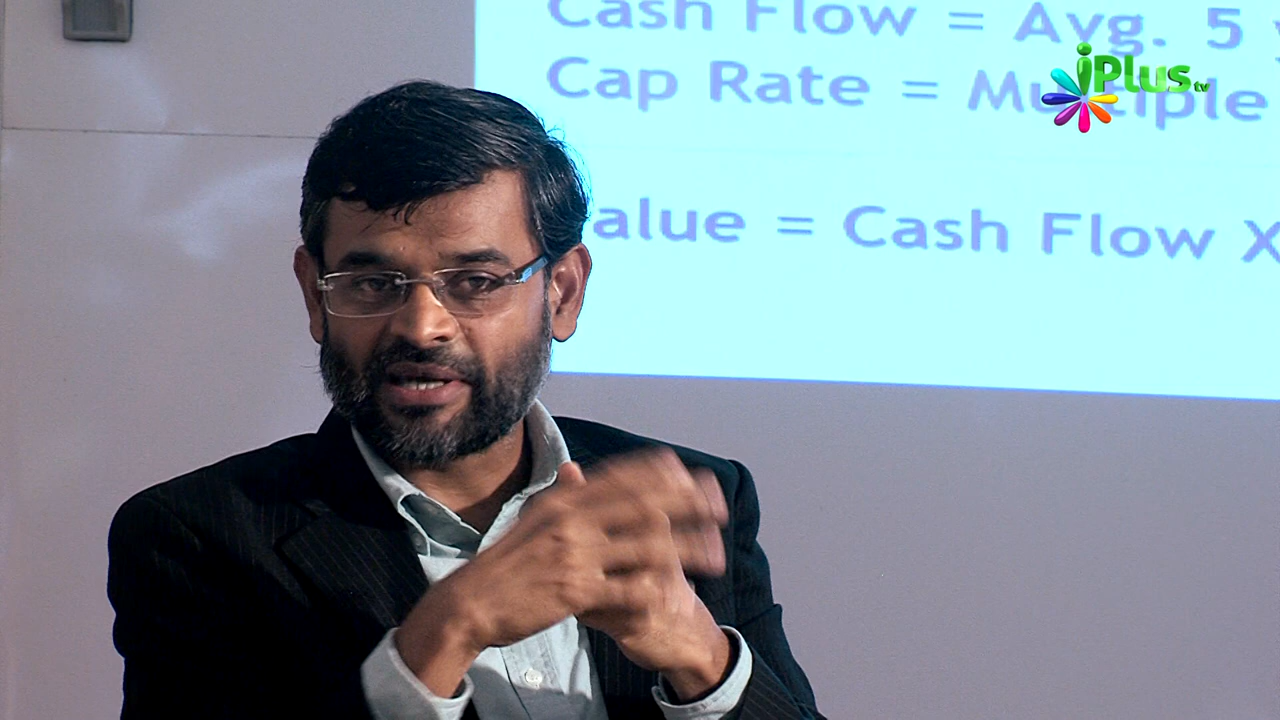 Cash Flow = Avg. 5
Cap Rate = Multiple
iPlus tv
alue = Cash Flow X